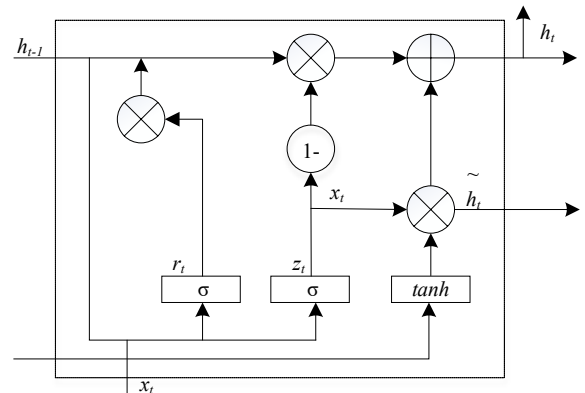 h_{t-1}
h_t
1-
x_t
~
h_t
r_t
z_t
σ
σ
tanh
x_t